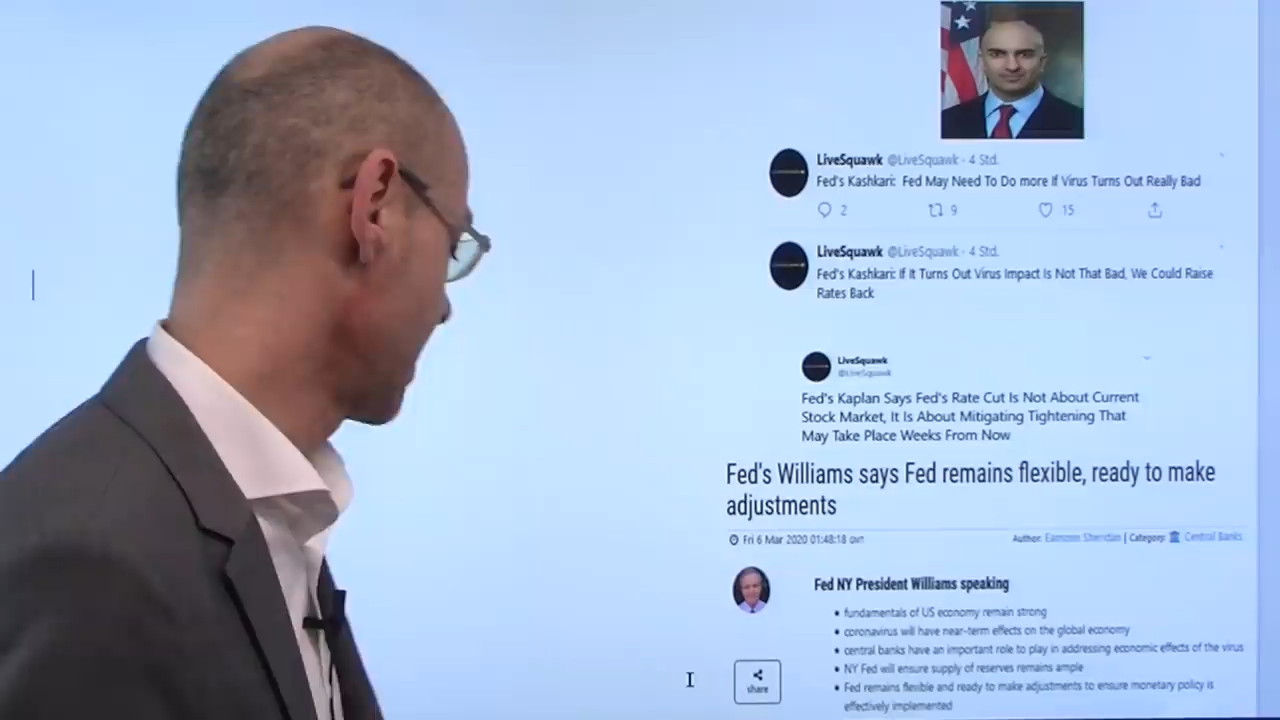 LiveSquawk @LiveSquawk · 4 Std.
Fed's Kashkari: Fed May Need To Do more If Virus Turns Out Really Bad
2 9 15
LiveSquawk @LiveSquawk · 4 Std.
Fed's Kashkari: If It Turns Out Virus Impact Is Not That Bad, We Could Raise
Rates Back
LiveSquawk
@LiveSquawk
Fed's Kaplan Says Fed's Rate Cut Is Not About Current
Stock Market, It Is About Mitigating Tightening That
May Take Place Weeks From Now
Fed's Williams says Fed remains flexible, ready to make
adjustments
Fri 6 Mar 2020 01:48:18 GMT
Author: Eamonn Sheridan | Category: Central Banks
Fed NY President Williams speaking
• fundamentals of US economy remain strong
• coronavirus will have near-term effects on the global economy
• central banks have an important role to play in addressing economic effects of the virus
• NY Fed will ensure supply of reserves remains ample
• Fed remains flexible and ready to make adjustments to ensure monetary policy is
effectively implemented
share